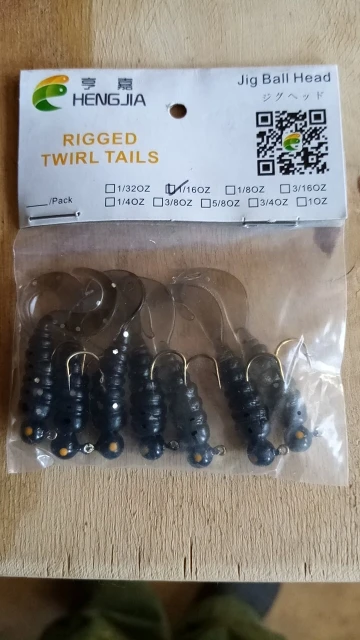 亨 嘉
HENGJIA
Jig Ball Head
ジグヘッド
RIGGED
TWIRL TAILS
1/32OZ 1/16OZ 1/8OZ 3/16OZ
/Pack 1/4OZ 3/8OZ 5/8OZ 3/4OZ 1OZ